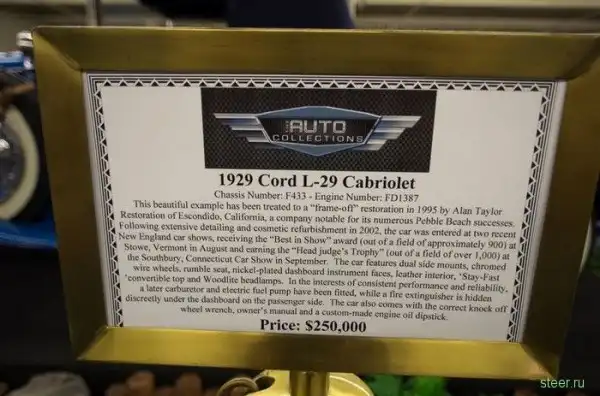 THE AUTO
COLLECTIONS
1929 Cord L-29 Cabriolet
Chassis Number: F433 - Engine Number: FD1387
This beautiful example has been treated to a "frame-off" restoration in 1995 by Alan Taylor
Restoration of Escondido, California, a company notable for its numerous Pebble Beach successes.
Following extensive detailing and cosmetic refurbishment in 2002, the car was entered at two recent
New England car shows, receiving the "Best in Show" award (out of a field of approximately 900) at
Stowe, Vermont in August and earning the "Head judge's Trophy" (out of a field of over 1,000) at
the Southbury, Connecticut Car Show in September. The car features dual side mounts, chromed
wire wheels, rumble seat, nickel-plated dashboard instrument faces, leather interior, 'Stay-Fast
'convertible top and Woodlite headlamps. In the interests of consistent performance and reliability,
a later carburetor and electric fuel pump have been fitted, while a fire extinguisher is hidden
discreetly under the dashboard on the passenger side. The car also comes with the correct knock off
wheel wrench, owner's manual and a custom-made engine oil dipstick.
Price: $250,000
steer.ru